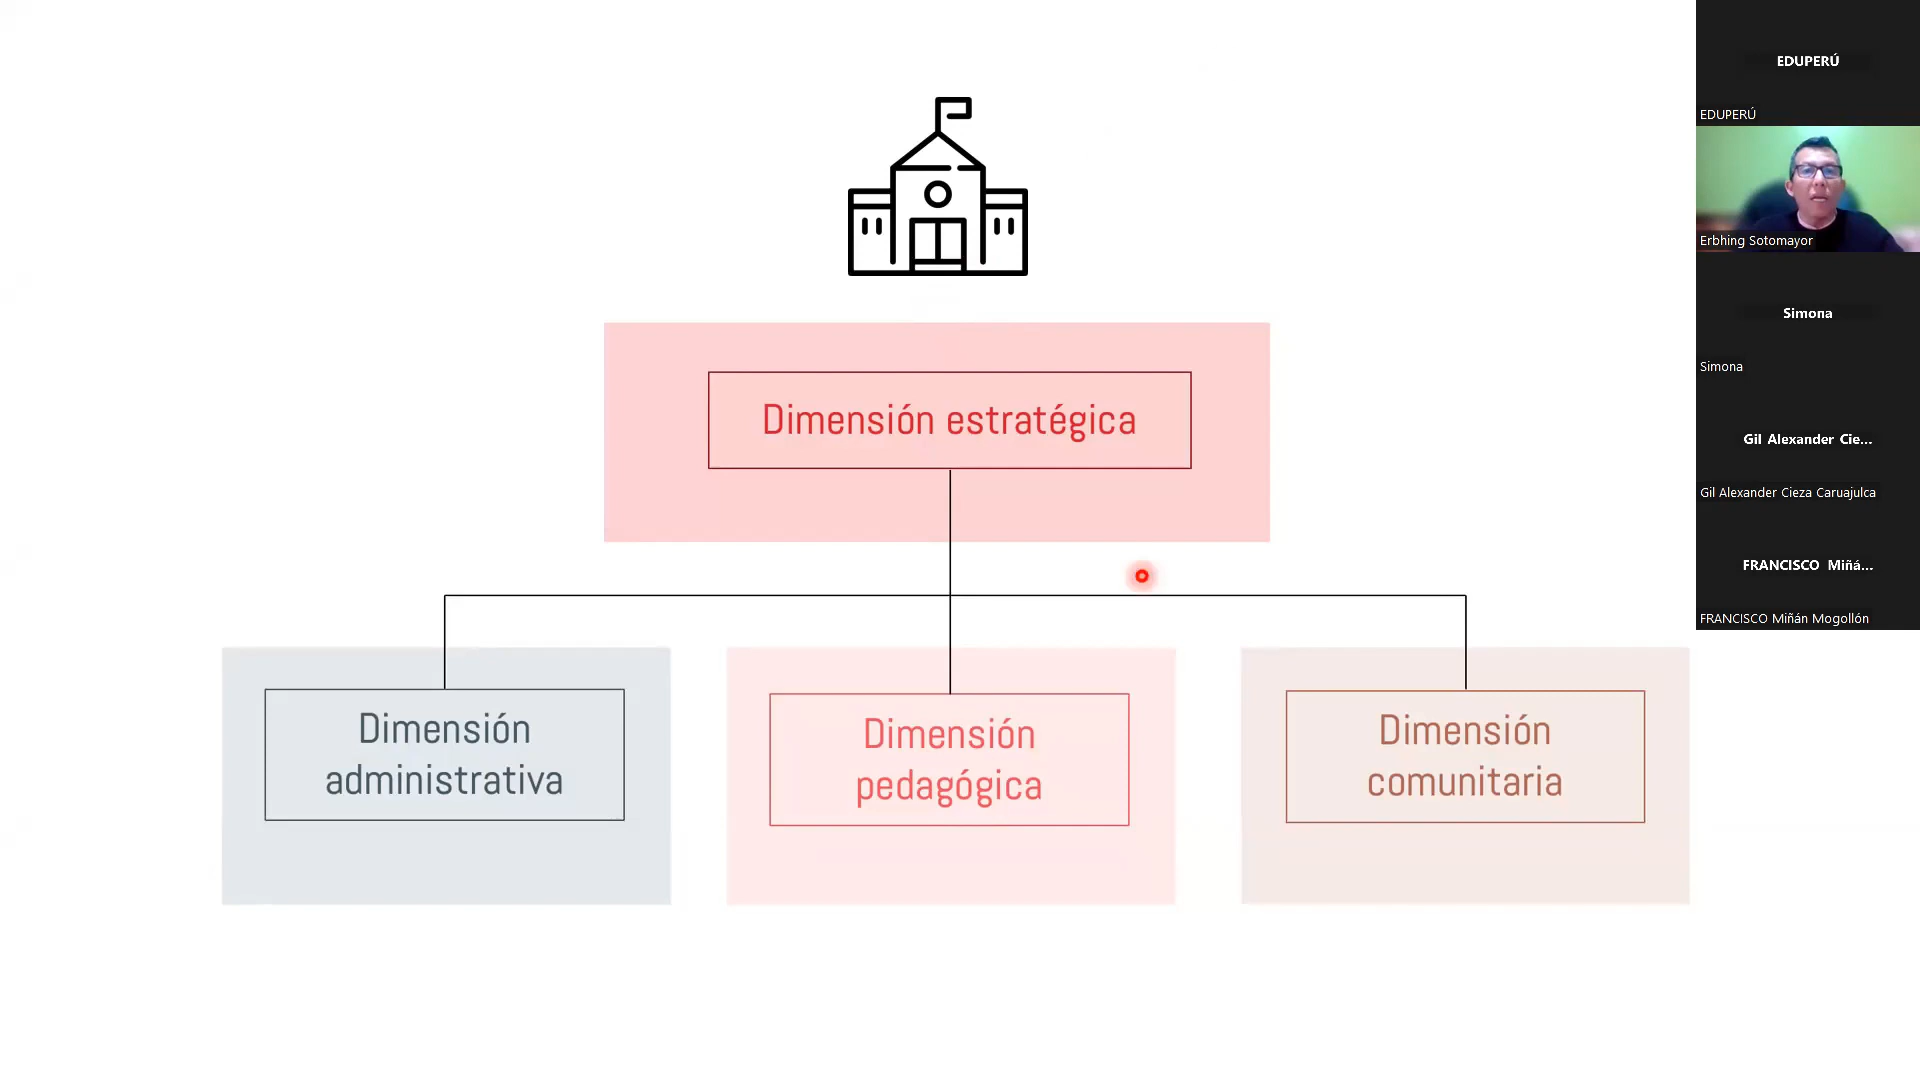 Dimensión estratégica
Dimensión
administrativa
Dimensión
pedagógica
Dimensión
comunitaria
EDUPERÚ
EDUPERÚ
Erbhing Sotomayor
Simona
Simona
Gil Alexander Cie...
Gil Alexander Cieza Caruajulca
FRANCISCO Miñá...
FRANCISCO Miñán Mogollón